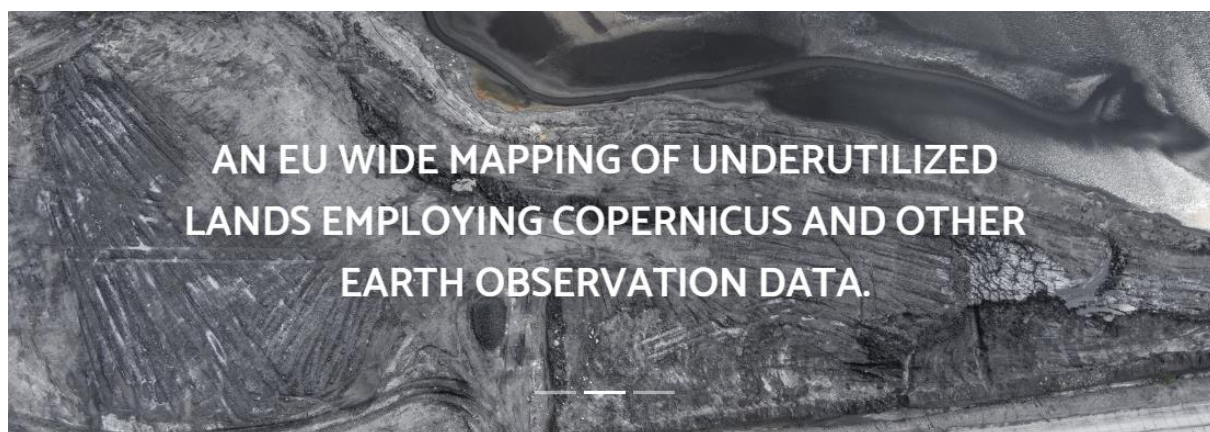 AN EU WIDE MAPPING OF UNDERUTILIZED
LANDS EMPLOYING COPERNICUS AND OTHER
EARTH OBSERVATION DATA.